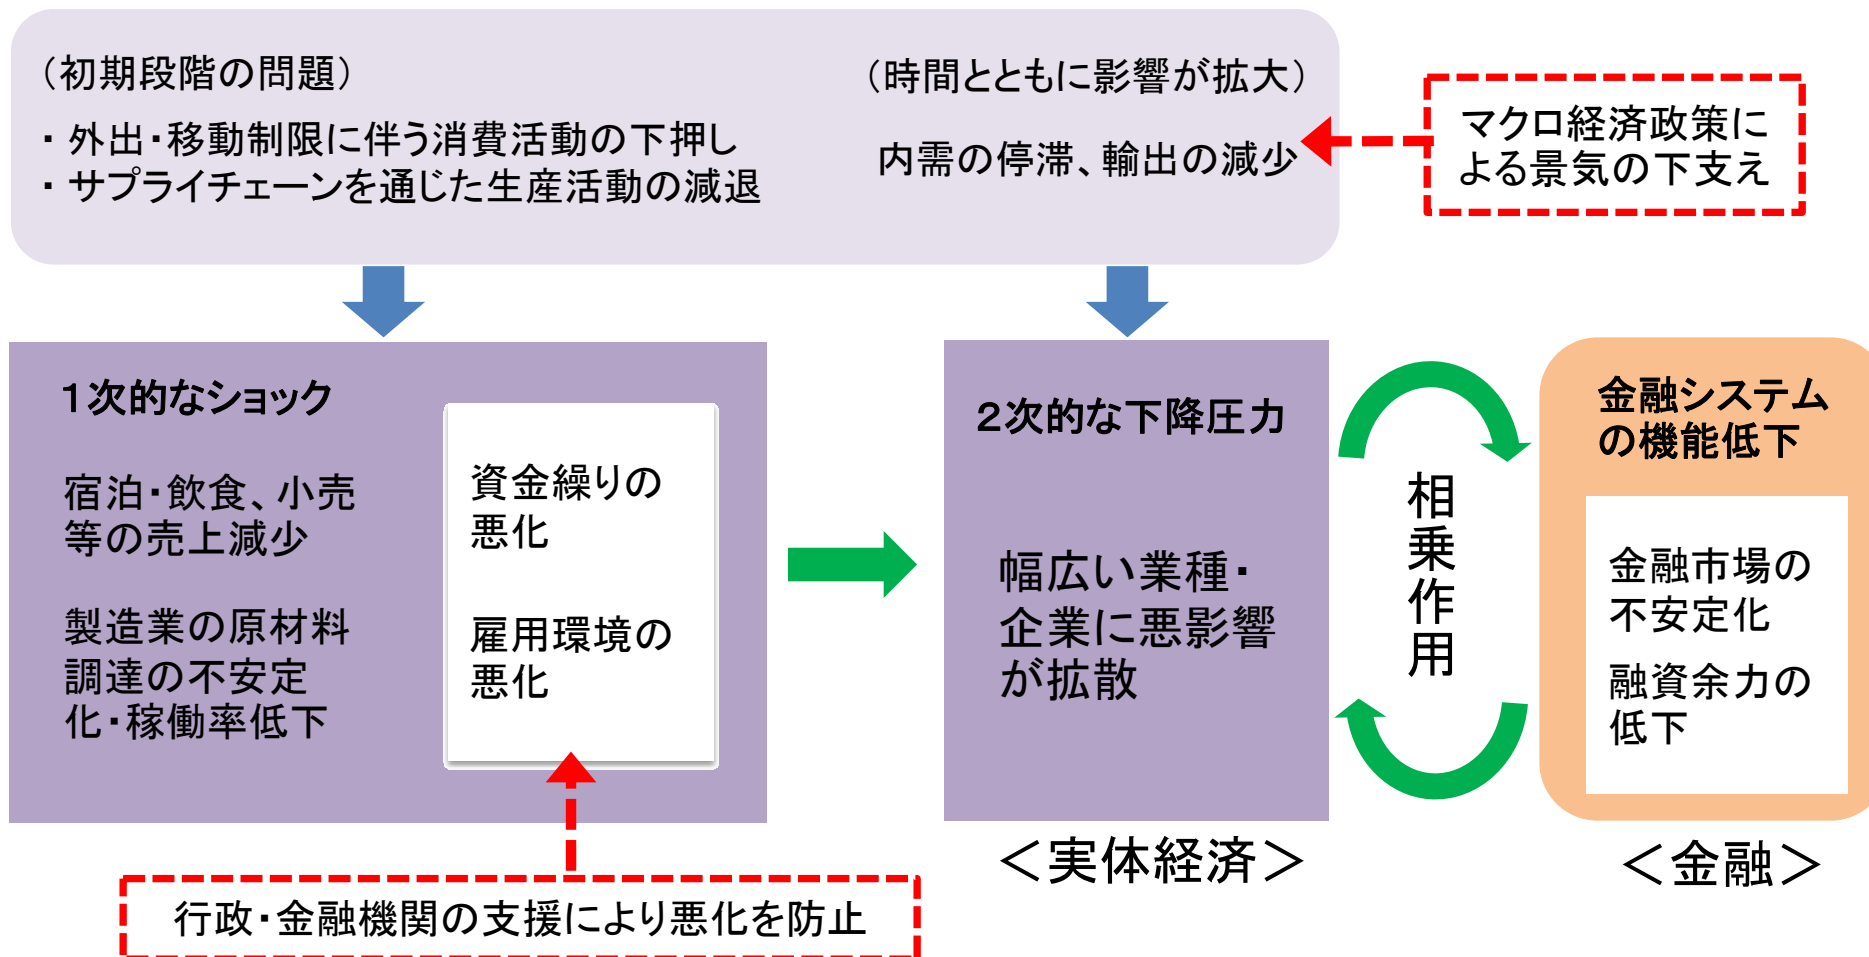 （初期段階の問題）
・外出・移動制限に伴う消費活動の下押し
・サプライチェーンを通じた生産活動の減退
（時間とともに影響が拡大）
内需の停滞、輸出の減少
マクロ経済政策に
よる景気の下支え
１次的なショック
宿泊・飲食、小売
等の売上減少
製造業の原材料
調達の不安定
化・稼働率低下
資金繰りの
悪化
雇用環境の
悪化
２次的な下降圧力
幅広い業種・
企業に悪影響
が拡散
相乗作用
金融システム
の機能低下
金融市場の
不安定化
融資余力の
低下
＜実体経済＞
＜金融＞
行政・金融機関の支援により悪化を防止